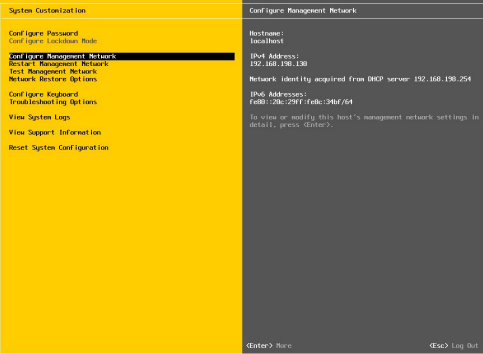 System Customization
Configure Password
Configure Lockdown Mode
Configure Management Network
Restart Management Network
Test Management Network
Network Restore Options
Configure Keyboard
Troubleshooting Options
View System Logs
View Support Information
Reset System Configuration
Configure Management Network
Hostname:
localhost
IPv4 Address:
192.168.198.130
Network identity acquired from DHCP server 192.168.198.254
IPv6 Addresses:
fe80::20c:29ff:fe8c:34bf/64
To view or modify this host's management network settings in
detail, press <Enter>.
<Enter> More
<Esc> Log Out